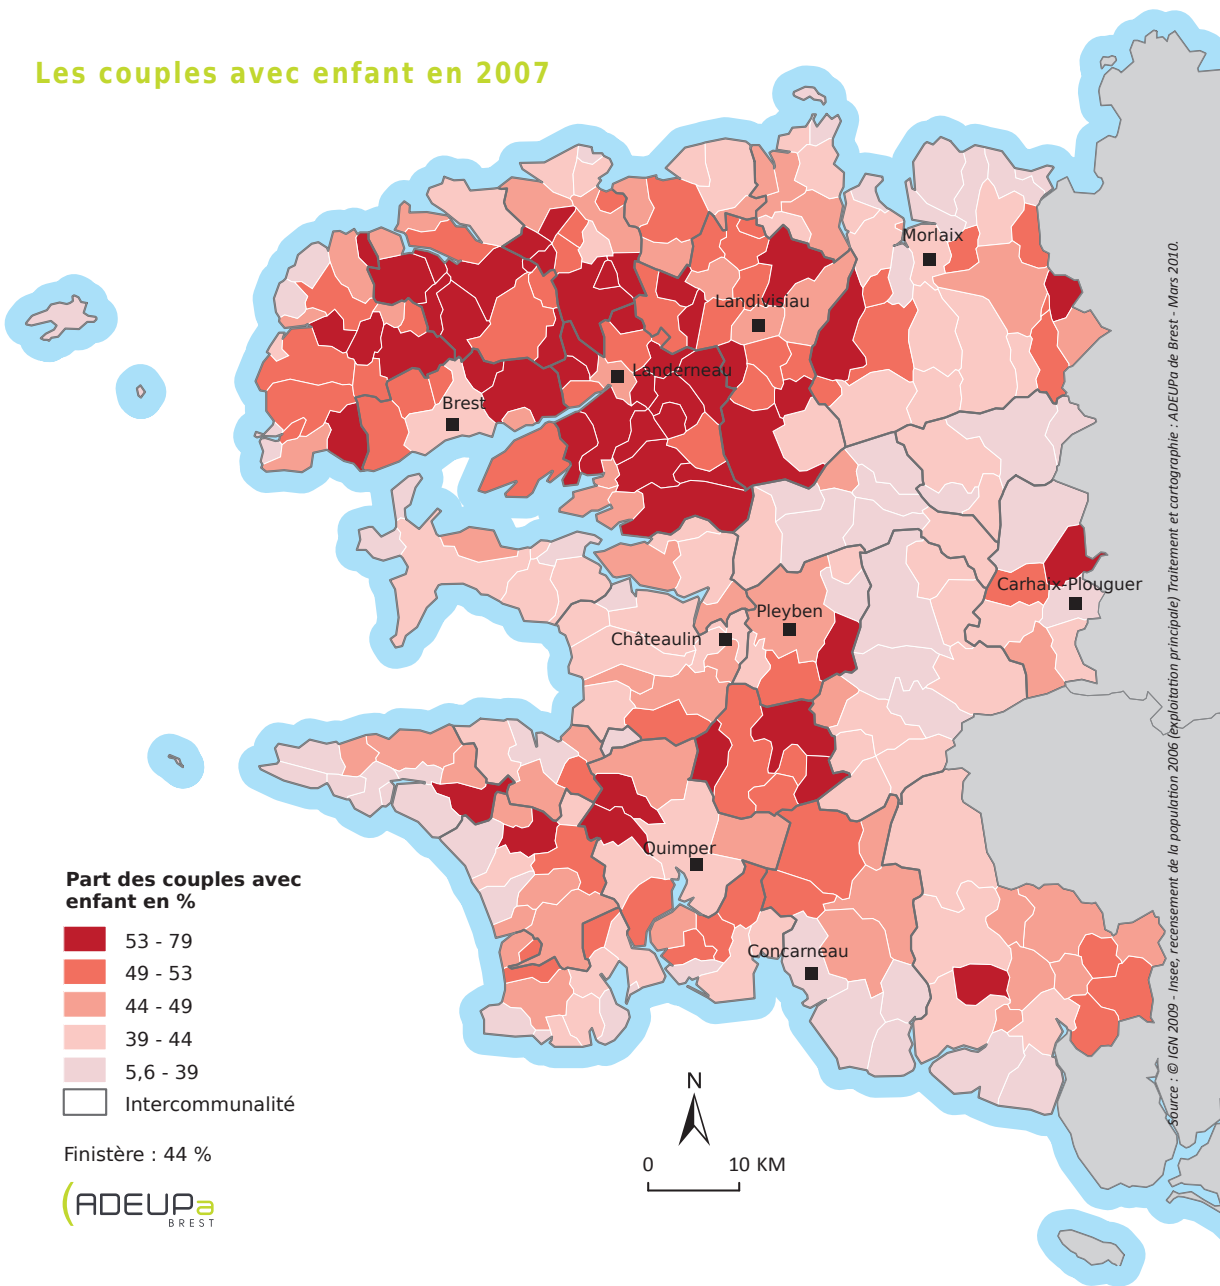 Les couples avec enfant en 2007
Morlaix
Landivisiau
Landerneau
Brest
Carhaix-Plouguer
Pleyben
Châteaulin
Quimper
Concarneau
Part des couples avec
enfant en %
53 - 79
49 - 53
44 - 49
39 - 44
5,6 - 39
Intercommunalité
Finistère : 44 %
ADEUPa
BREST
N
0 10 KM
Source : © IGN 2009 - Insee, recensement de la population 2006 (exploitation principale) Traitement et cartographie : ADEUPa de Brest - Mars 2010.